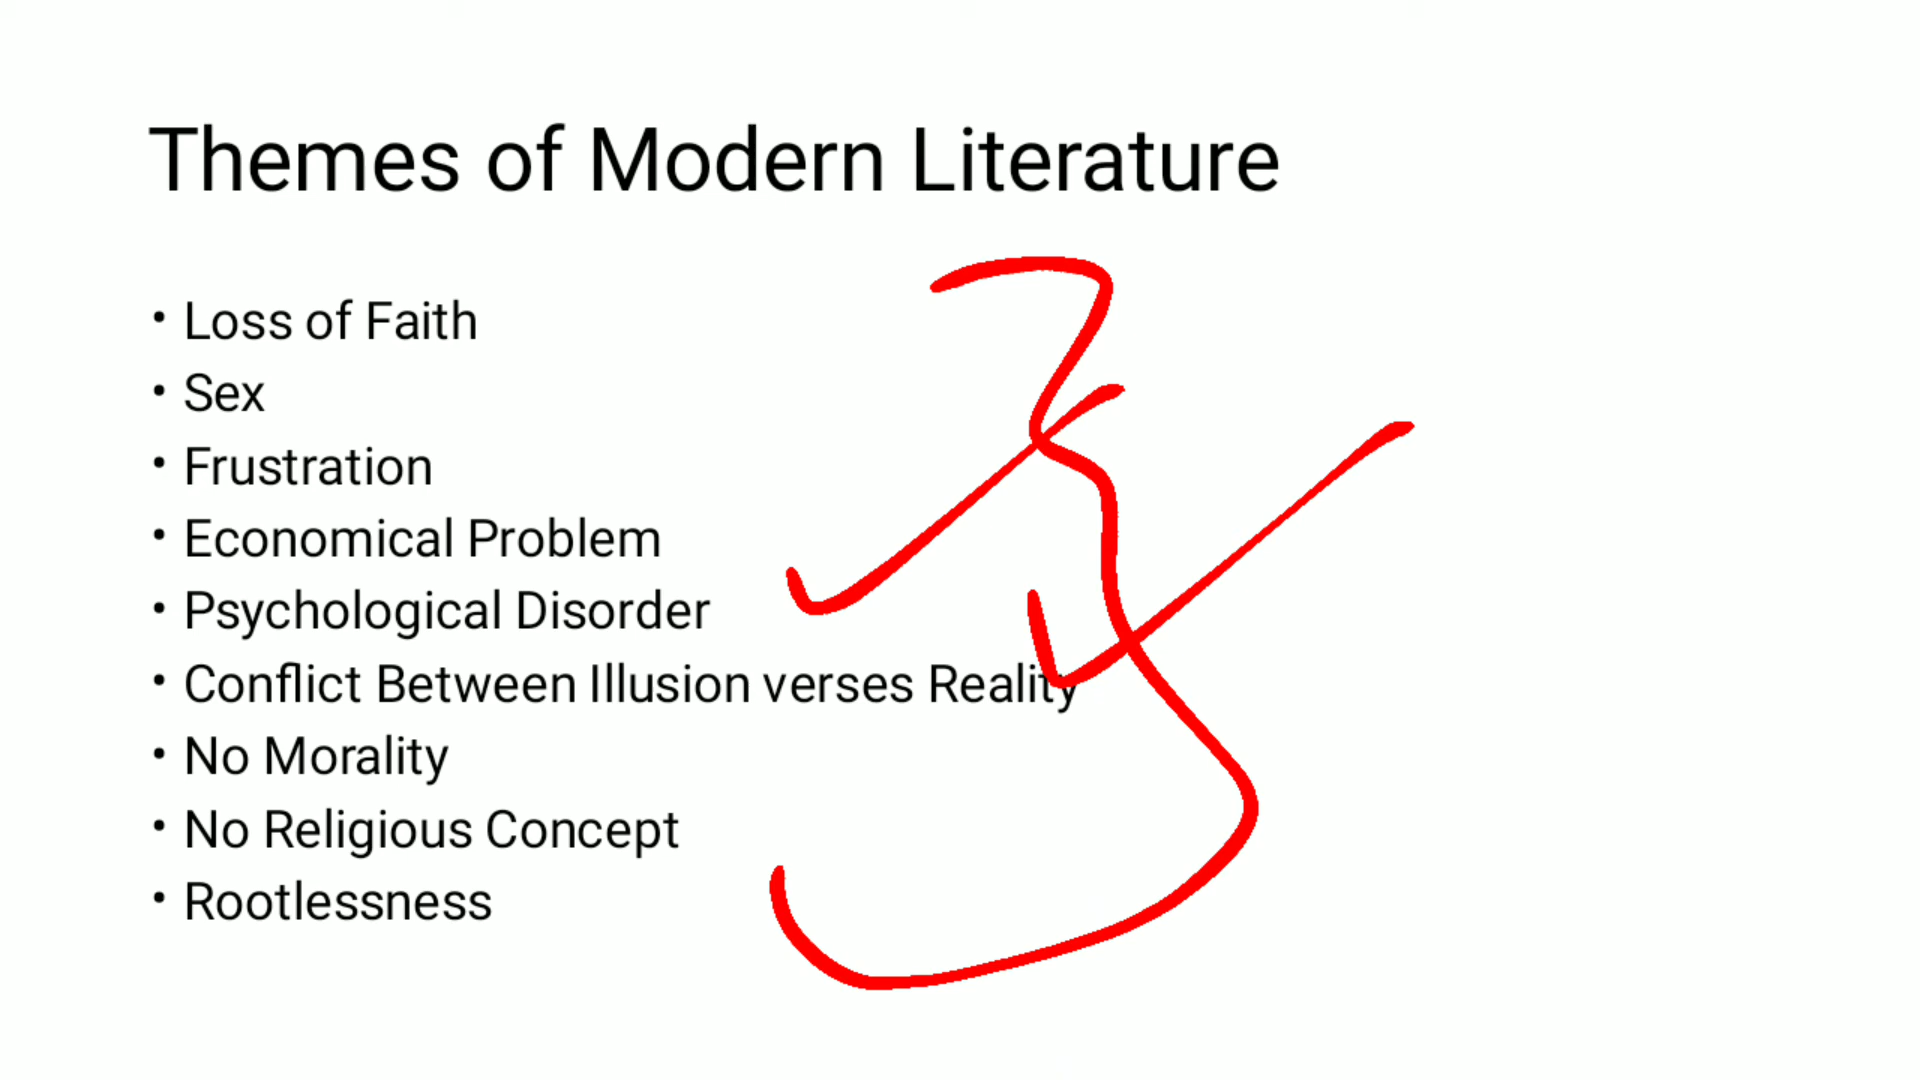 Themes of Modern Literature
• Loss of Faith
• Sex
• Frustration
• Economical Problem
• Psychological Disorder
• Conflict Between Illusion verses Reality
• No Morality
• No Religious Concept
• Rootlessness